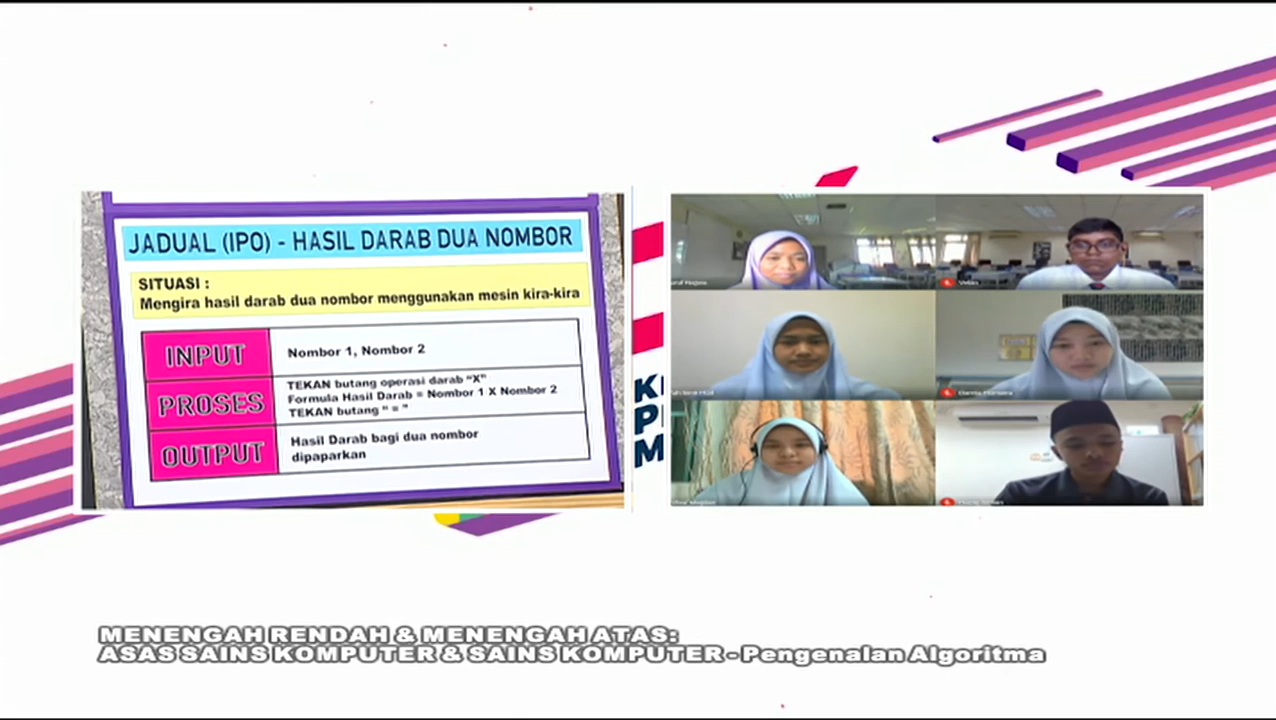 JADUAL (IPO) - HASIL DARAB DUA NOMBOR
SITUASI :
Mengira hasil darab dua nombor menggunakan mesin kira-kira
INPUT
Nombor 1, Nombor 2
PROSES
TEKAN butang operasi darab "X"
Formula Hasil Darab = Nombor 1 X Nombor 2
TEKAN butang " = "
OUTPUT
Hasil Darab bagi dua nombor
dipaparkan
MENENGAH RENDAH & MENENGAH ATAS:
ASAS SAINS KOMPUTER & SAINS KOMPUTER - Pengenalan Algoritma